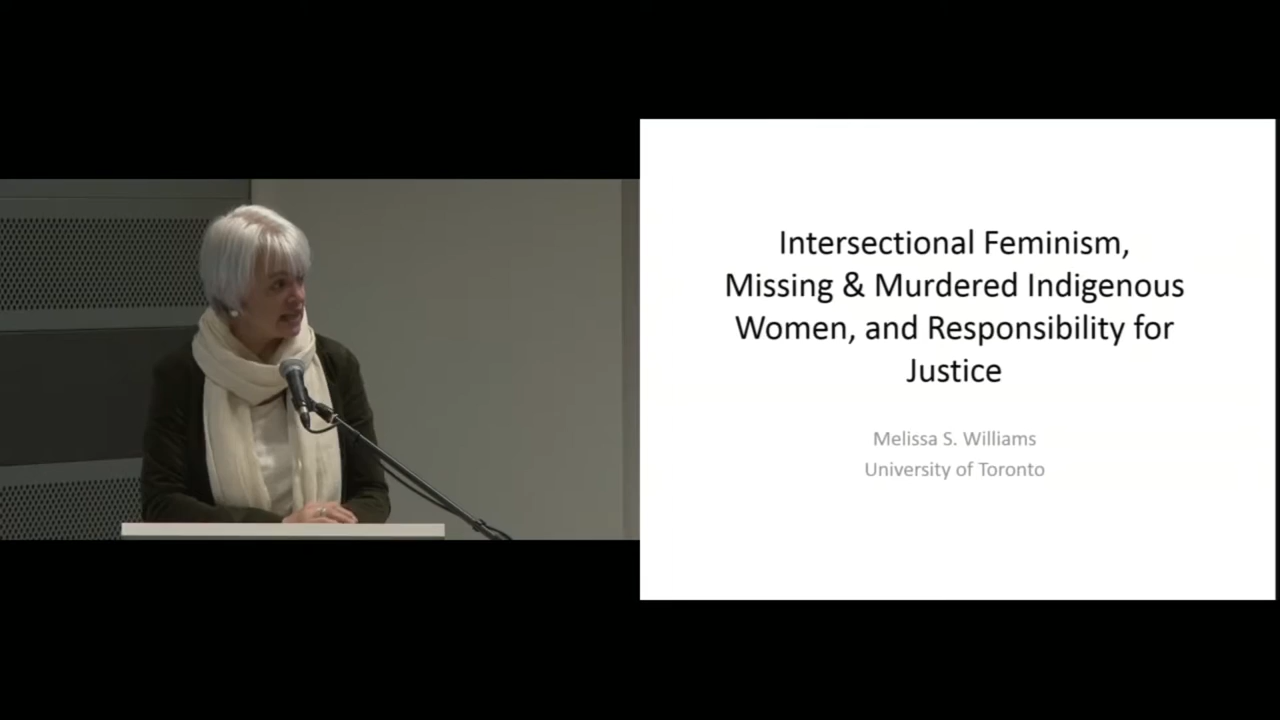 Intersectional Feminism,
Missing & Murdered Indigenous
Women, and Responsibility for
Justice
Melissa S. Williams
University of Toronto